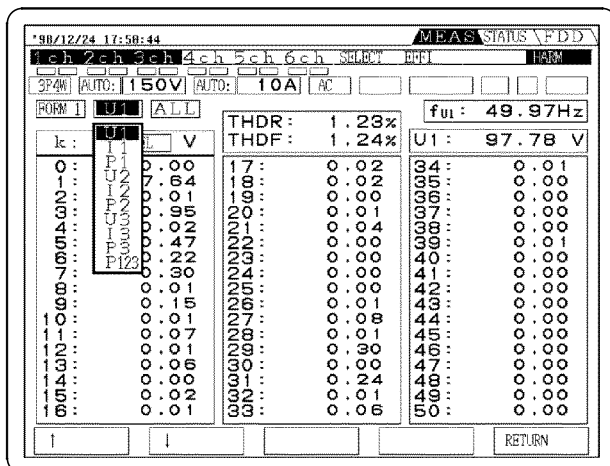 '98/12/24 17:58:44 MEAS STATUS FDD
1ch 2ch 3ch 4ch 5ch 6ch SELECT EFFI HARM
3P4W AUTO: 150V AUTO: 10A AC
FORM 1 U1 ALL
THDR: 1.23%
THDF: 1.24%
fU1: 49.97Hz
U1: 97.78 V
k: L V
U1
I1
P1
U2
I2
P2
U3
I3
P3
P123
0: 0.00
1: 7.64
2: 0.01
3: .95
4: 0.02
5: .47
6: 0.22
7: .30
8: 0.01
9: 0.15
10: 0.01
11: 0.07
12: 0.01
13: 0.06
14: 0.00
15: 0.02
16: 0.01
17: 0.02
18: 0.02
19: 0.00
20: 0.01
21: 0.04
22: 0.00
23: 0.00
24: 0.00
25: 0.00
26: 0.01
27: 0.08
28: 0.01
29: 0.30
30: 0.00
31: 0.24
32: 0.01
33: 0.06
34: 0.01
35: 0.00
36: 0.00
37: 0.00
38: 0.00
39: 0.01
40: 0.00
41: 0.00
42: 0.00
43: 0.00
44: 0.00
45: 0.00
46: 0.00
47: 0.00
48: 0.00
49: 0.00
50: 0.00
↑ ↓ RETURN